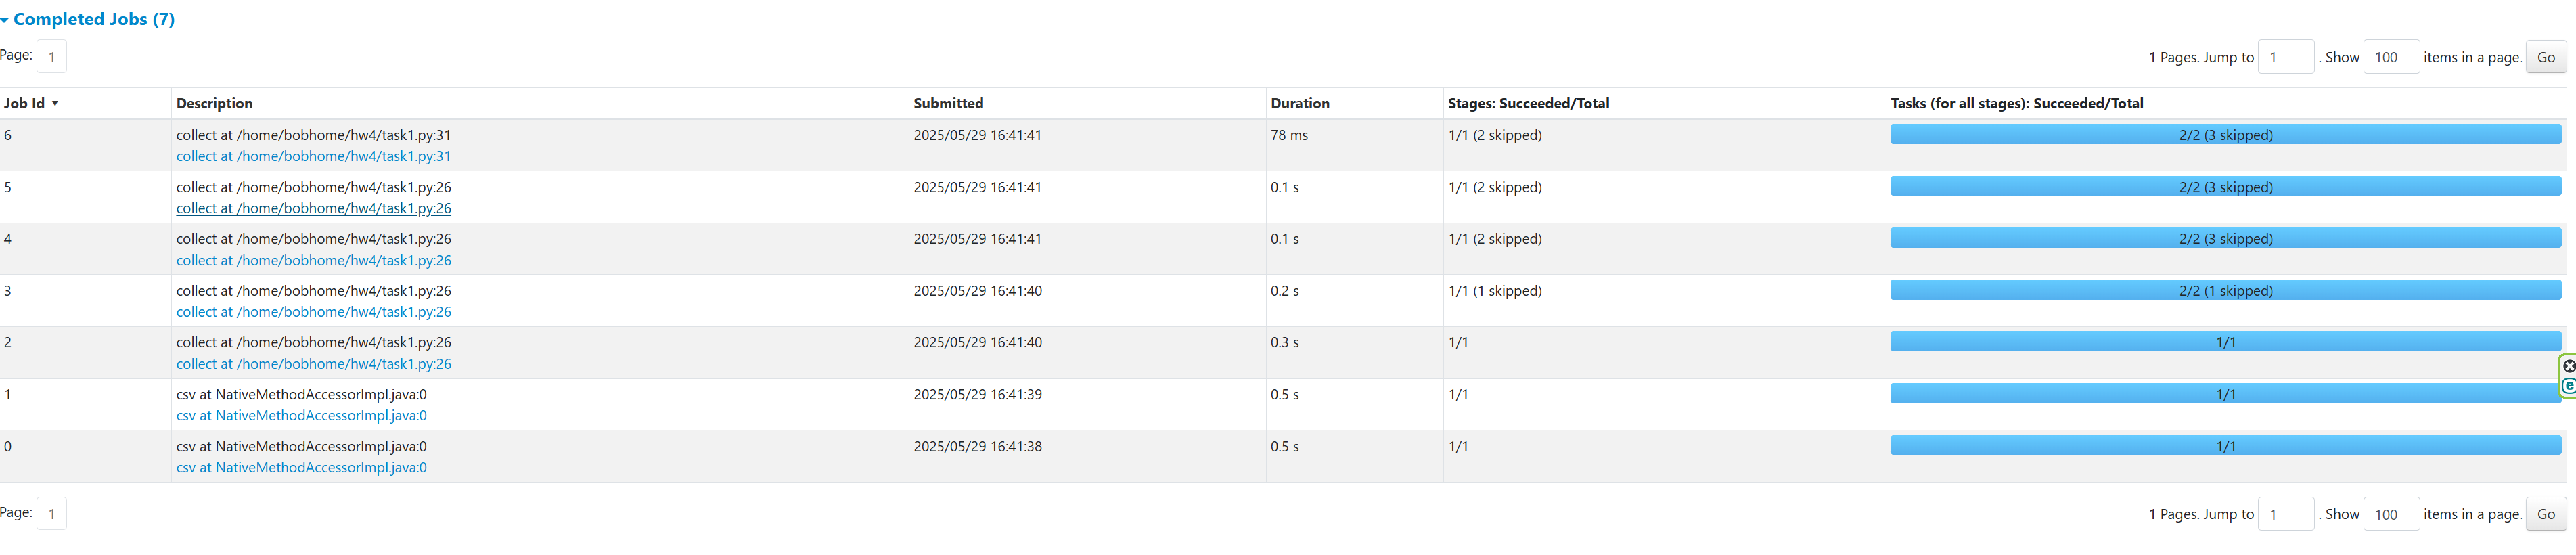 Completed Jobs (7)
Page: 1
1 Pages. Jump to 1 . Show 100 items in a page. Go
Job Id ▾ Description Submitted Duration Stages: Succeeded/Total Tasks (for all stages): Succeeded/Total
6 collect at /home/bobhome/hw4/task1.py:31 2025/05/29 16:41:41 78 ms 1/1 (2 skipped) 2/2 (3 skipped)
collect at /home/bobhome/hw4/task1.py:31
5 collect at /home/bobhome/hw4/task1.py:26 2025/05/29 16:41:41 0.1 s 1/1 (2 skipped) 2/2 (3 skipped)
collect at /home/bobhome/hw4/task1.py:26
4 collect at /home/bobhome/hw4/task1.py:26 2025/05/29 16:41:41 0.1 s 1/1 (2 skipped) 2/2 (3 skipped)
collect at /home/bobhome/hw4/task1.py:26
3 collect at /home/bobhome/hw4/task1.py:26 2025/05/29 16:41:40 0.2 s 1/1 (1 skipped) 2/2 (1 skipped)
collect at /home/bobhome/hw4/task1.py:26
2 collect at /home/bobhome/hw4/task1.py:26 2025/05/29 16:41:40 0.3 s 1/1 1/1
collect at /home/bobhome/hw4/task1.py:26
1 csv at NativeMethodAccessorImpl.java:0 2025/05/29 16:41:39 0.5 s 1/1 1/1
csv at NativeMethodAccessorImpl.java:0
0 csv at NativeMethodAccessorImpl.java:0 2025/05/29 16:41:38 0.5 s 1/1 1/1
csv at NativeMethodAccessorImpl.java:0
Page: 1
1 Pages. Jump to 1 . Show 100 items in a page. Go